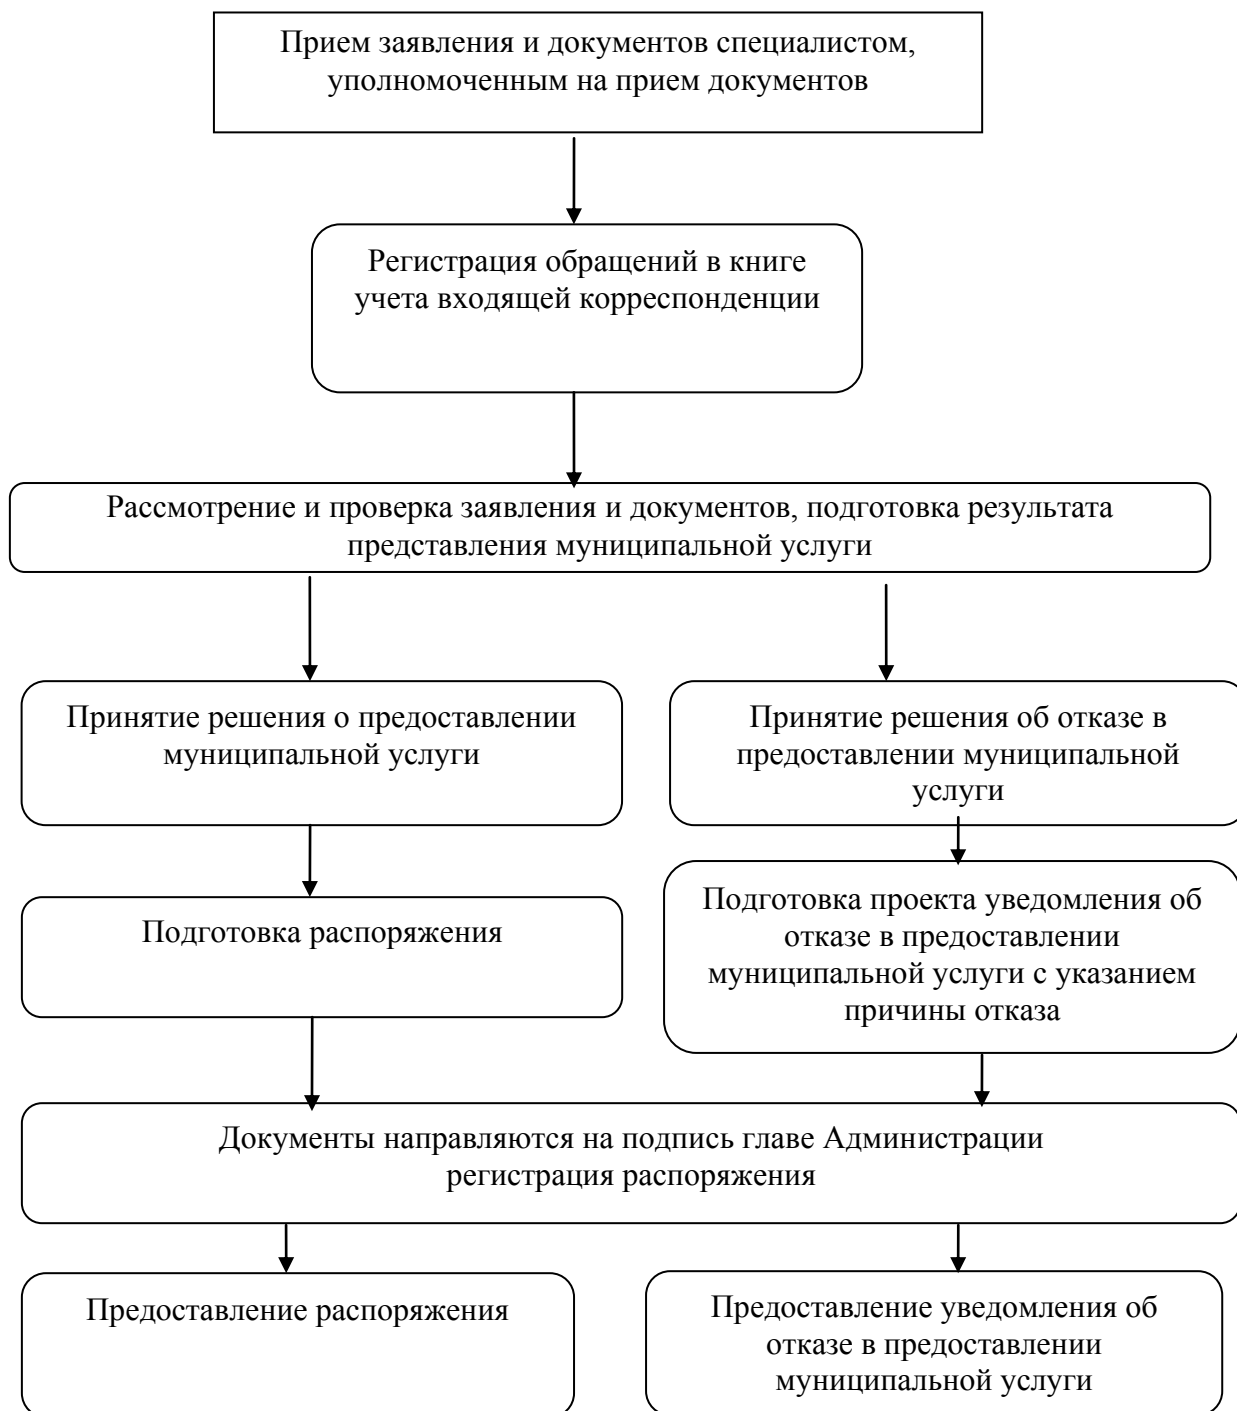 Прием заявления и документов специалистом,
уполномоченным на прием документов
Регистрация обращений в книге
учета входящей корреспонденции
Рассмотрение и проверка заявления и документов, подготовка результата
представления муниципальной услуги
Принятие решения о предоставлении
муниципальной услуги
Принятие решения об отказе в
предоставлении муниципальной
услуги
Подготовка распоряжения
Подготовка проекта уведомления об
отказе в предоставлении
муниципальной услуги с указанием
причины отказа
Документы направляются на подпись главе Администрации
регистрация распоряжения
Предоставление распоряжения
Предоставление уведомления об
отказе в предоставлении
муниципальной услуги